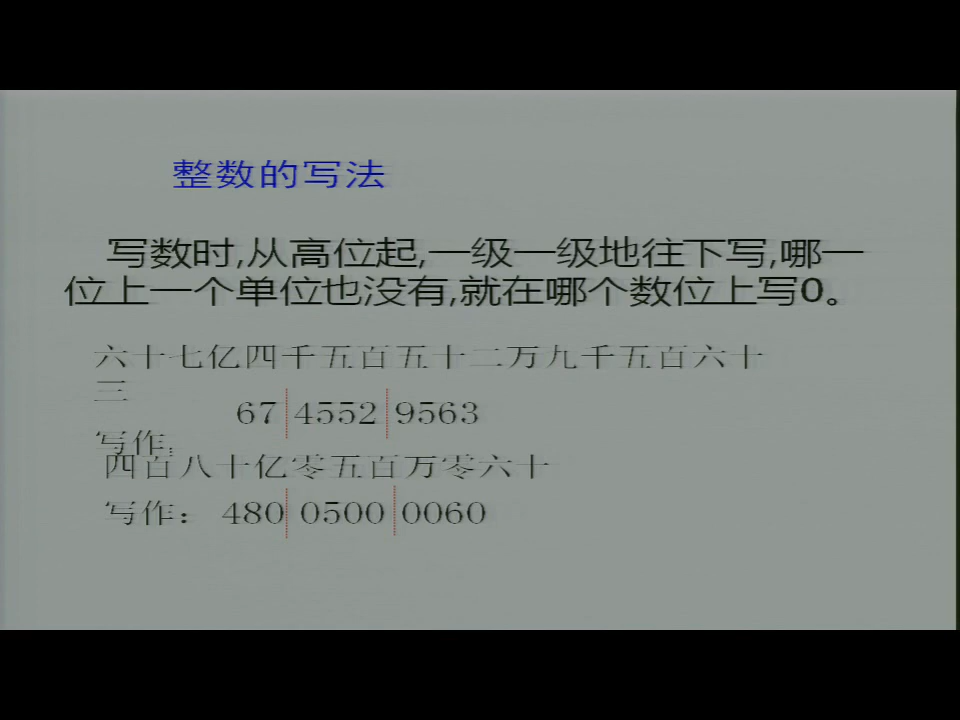 整数的写法
写数时,从高位起,一级一级地往下写,哪一
位上一个单位也没有,就在哪个数位上写0。
六十七亿四千五百五十二万九千五百六十
三
67 4552 9563
写作:
四百八十亿零五百万零六十
写作： 480 0500 0060